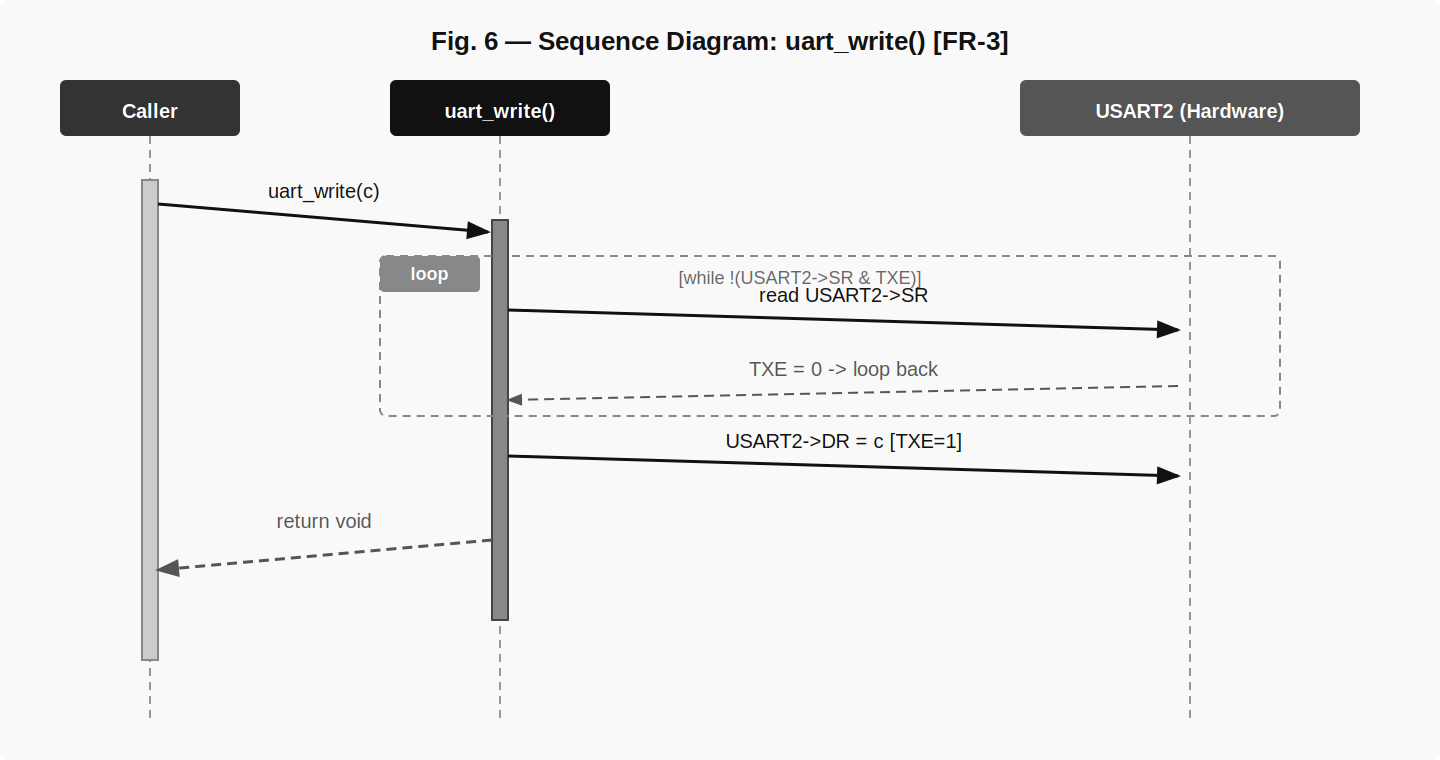 Fig. 6 — Sequence Diagram: uart_write() [FR-3]
Caller
uart_write()
USART2 (Hardware)
uart_write(c)
loop
[while !(USART2->SR & TXE)]
read USART2->SR
TXE = 0 -> loop back
USART2->DR = c [TXE=1]
return void